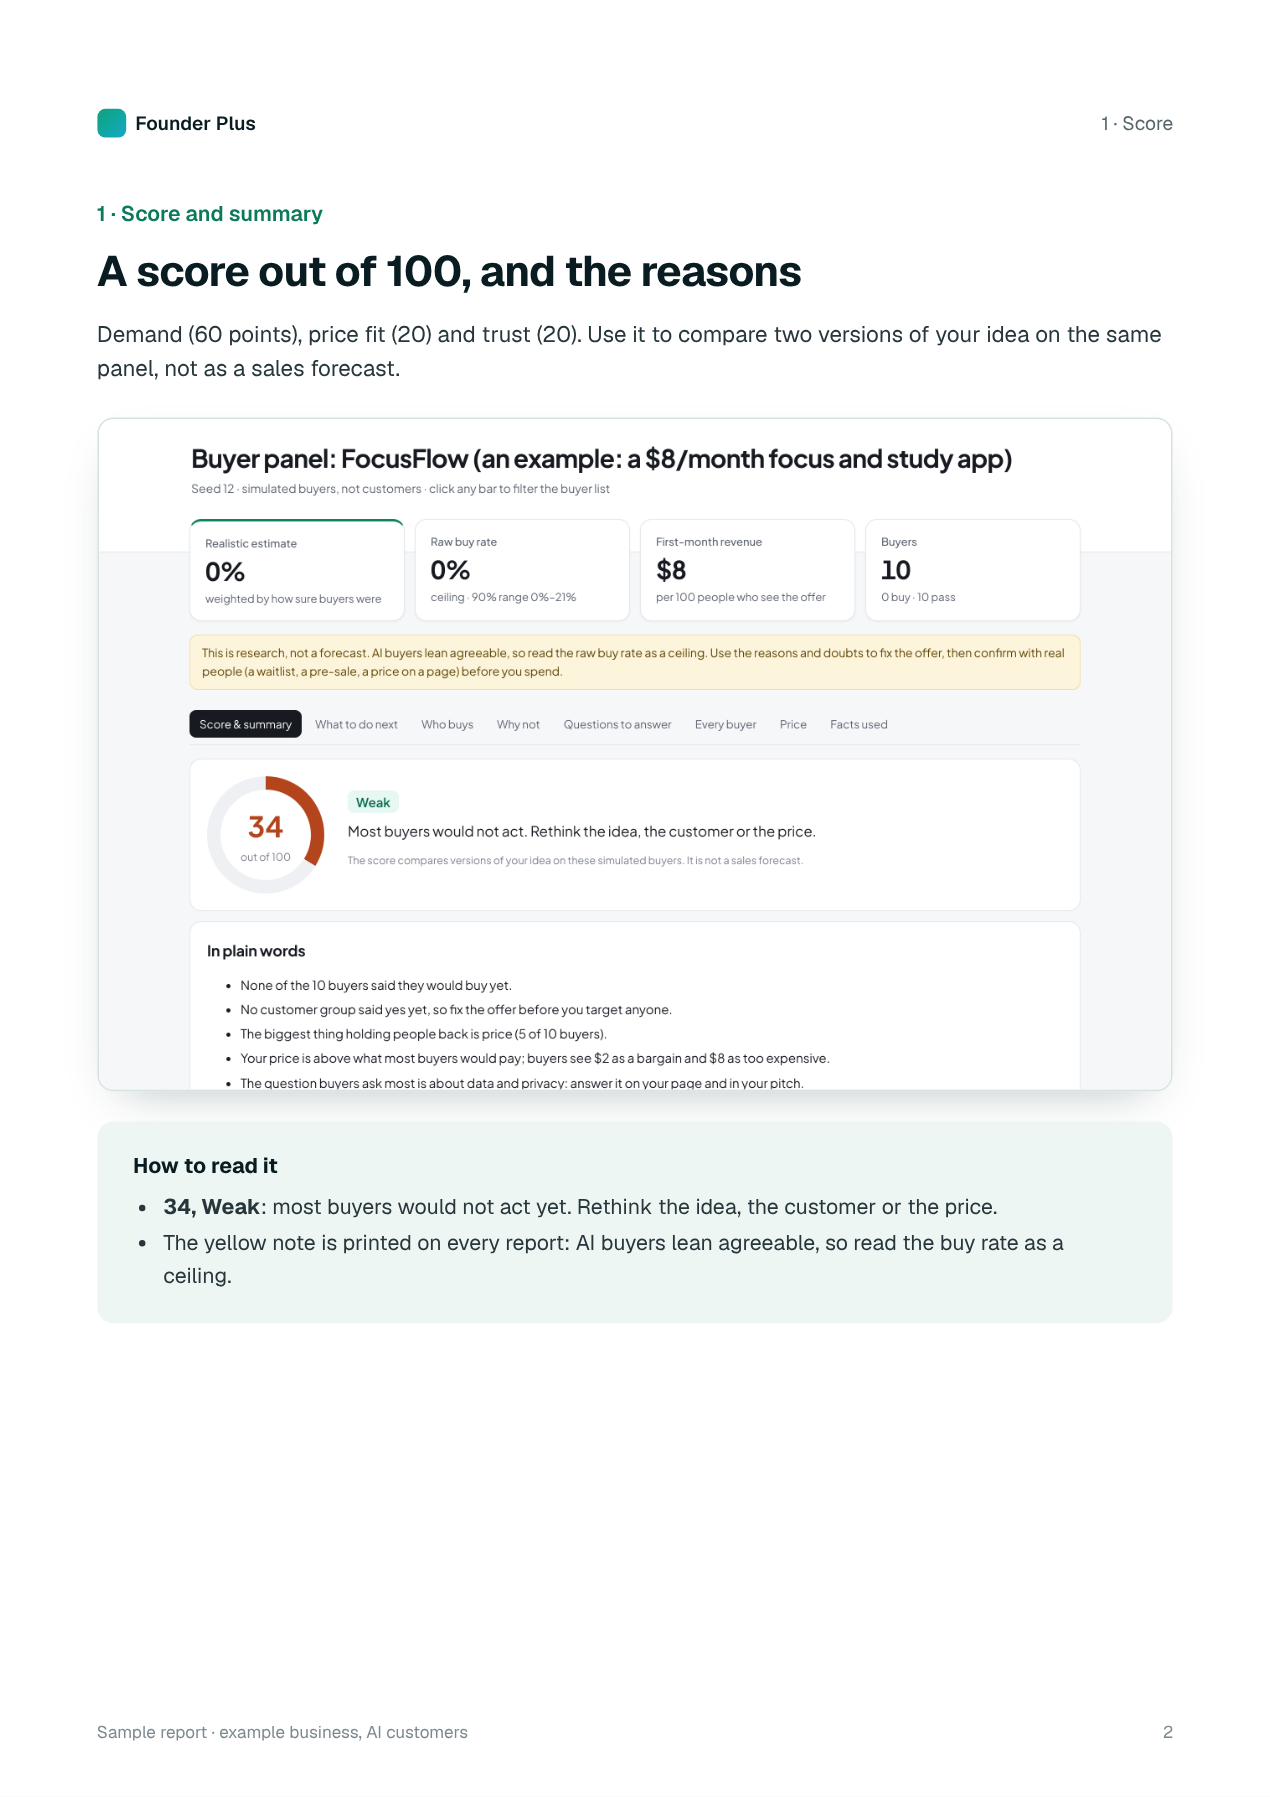 Founder Plus
1 · Score
1 · Score and summary
A score out of 100, and the reasons
Demand (60 points), price fit (20) and trust (20). Use it to compare two versions of your idea on the same
panel, not as a sales forecast.
Buyer panel: FocusFlow (an example: a $8/month focus and study app)
Seed 12 · simulated buyers, not customers · click any bar to filter the buyer list
Realistic estimate
0%
weighted by how sure buyers were
Raw buy rate
0%
ceiling · 90% range 0%–21%
First-month revenue
$8
per 100 people who see the offer
Buyers
10
0 buy · 10 pass
This is research, not a forecast. AI buyers lean agreeable, so read the raw buy rate as a ceiling. Use the reasons and doubts to fix the offer, then confirm with real
people (a waitlist, a pre-sale, a price on a page) before you spend.
Score & summary What to do next Who buys Why not Questions to answer Every buyer Price Facts used
34
out of 100
Weak
Most buyers would not act. Rethink the idea, the customer or the price.
The score compares versions of your idea on these simulated buyers. It is not a sales forecast.
In plain words
• None of the 10 buyers said they would buy yet.
• No customer group said yes yet, so fix the offer before you target anyone.
• The biggest thing holding people back is price (5 of 10 buyers).
• Your price is above what most buyers would pay; buyers see $2 as a bargain and $8 as too expensive.
• The question buyers ask most is about data and privacy: answer it on your page and in your pitch.
How to read it
• 34, Weak: most buyers would not act yet. Rethink the idea, the customer or the price.
• The yellow note is printed on every report: AI buyers lean agreeable, so read the buy rate as a
ceiling.
Sample report · example business, AI customers
2